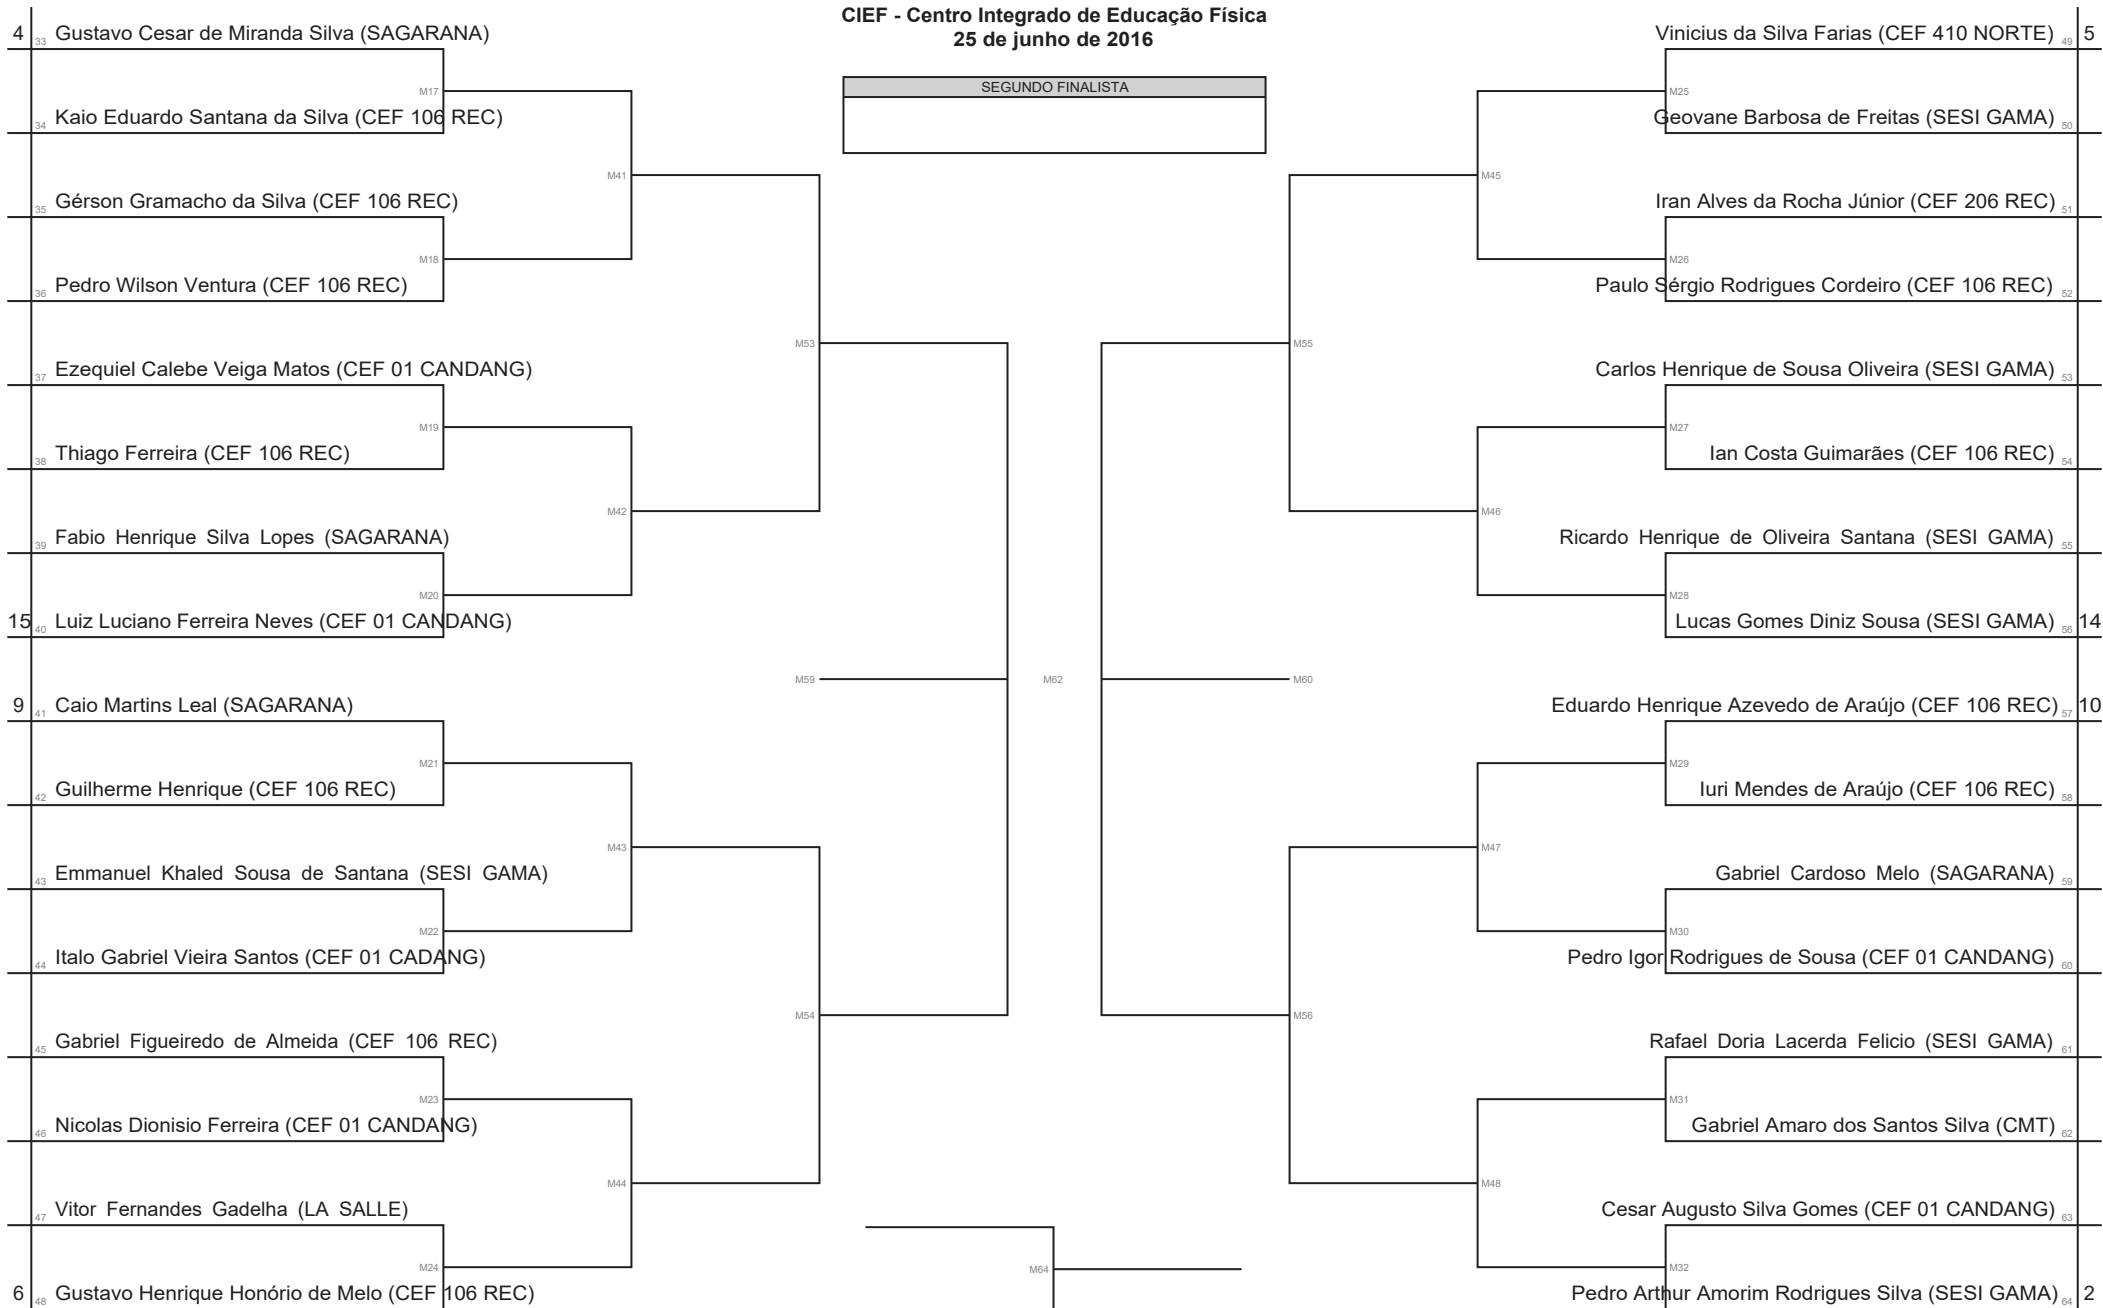 CIEF - Centro Integrado de Educação Física
25 de junho de 2016
SEGUNDO FINALISTA
4 33 Gustavo Cesar de Miranda Silva (SAGARANA)
M17
34 Kaio Eduardo Santana da Silva (CEF 106 REC)
M41
35 Gérson Gramacho da Silva (CEF 106 REC)
M18
36 Pedro Wilson Ventura (CEF 106 REC)
M53
37 Ezequiel Calebe Veiga Matos (CEF 01 CANDANG)
M19
38 Thiago Ferreira (CEF 106 REC)
M42
39 Fabio Henrique Silva Lopes (SAGARANA)
M20
15 40 Luiz Luciano Ferreira Neves (CEF 01 CANDANG)
M59
9 41 Caio Martins Leal (SAGARANA)
M21
42 Guilherme Henrique (CEF 106 REC)
M43
43 Emmanuel Khaled Sousa de Santana (SESI GAMA)
M22
44 Italo Gabriel Vieira Santos (CEF 01 CADANG)
M54
45 Gabriel Figueiredo de Almeida (CEF 106 REC)
M23
46 Nicolas Dionisio Ferreira (CEF 01 CANDANG)
M44
47 Vitor Fernandes Gadelha (LA SALLE)
M24
6 48 Gustavo Henrique Honório de Melo (CEF 106 REC)
M62
M64
Vinicius da Silva Farias (CEF 410 NORTE) 49 5
M25
Geovane Barbosa de Freitas (SESI GAMA) 50
M45
Iran Alves da Rocha Júnior (CEF 206 REC) 51
M26
Paulo Sérgio Rodrigues Cordeiro (CEF 106 REC) 52
M55
Carlos Henrique de Sousa Oliveira (SESI GAMA) 53
M27
Ian Costa Guimarães (CEF 106 REC) 54
M46
Ricardo Henrique de Oliveira Santana (SESI GAMA) 55
M28
Lucas Gomes Diniz Sousa (SESI GAMA) 56 14
M60
Eduardo Henrique Azevedo de Araújo (CEF 106 REC) 57 10
M29
Iuri Mendes de Araújo (CEF 106 REC) 58
M47
Gabriel Cardoso Melo (SAGARANA) 59
M30
Pedro Igor Rodrigues de Sousa (CEF 01 CANDANG) 60
M56
Rafael Doria Lacerda Felicio (SESI GAMA) 61
M31
Gabriel Amaro dos Santos Silva (CMT) 62
M48
Cesar Augusto Silva Gomes (CEF 01 CANDANG) 63
M32
Pedro Arthur Amorim Rodrigues Silva (SESI GAMA) 64 2